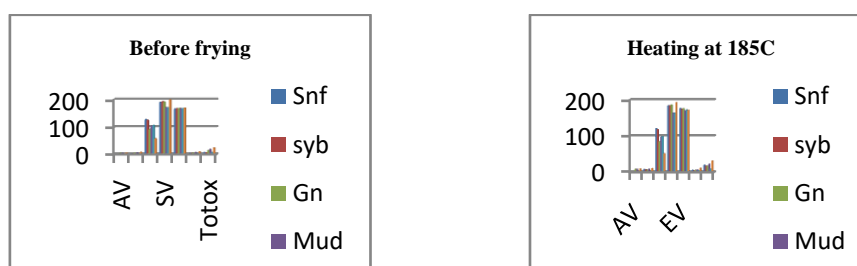 Before frying
200
100
0
AV
SV
Totox
Snf
syb
Gn
Mud
Heating at 185C
200
100
0
AV
EV
Snf
syb
Gn
Mud